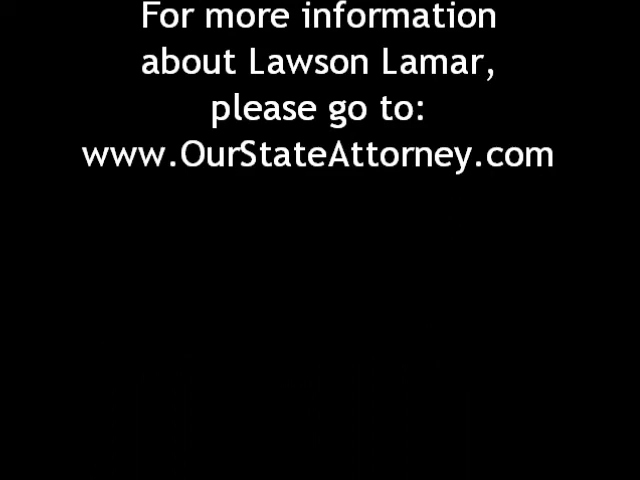 For more information
about Lawson Lamar,
please go to:
www.OurStateAttorney.com